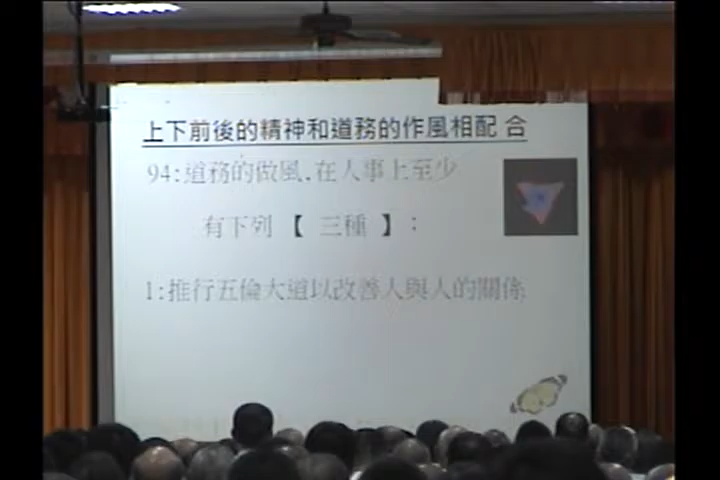 上下前後的精神和道務的作風相配 合
94:道務的做風.在人事上至少
有下列【 三種 】：
1:推行五倫大道以改善人與人的關係